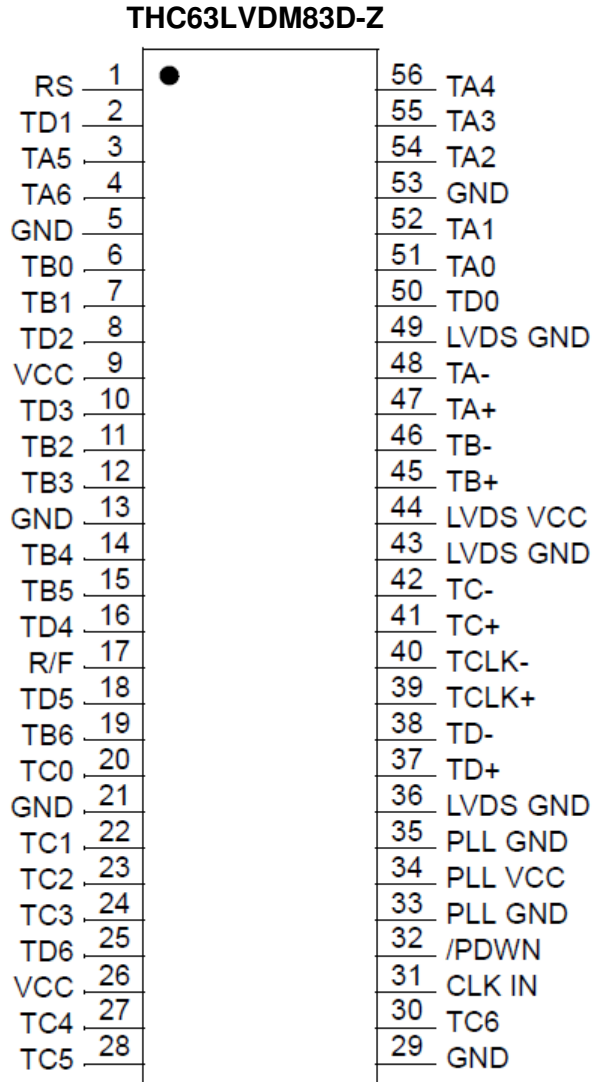 THC63LVDM83D-Z
RS 1 56 TA4
TD1 2 55 TA3
TA5 3 54 TA2
TA6 4 53 GND
GND 5 52 TA1
TB0 6 51 TA0
TB1 7 50 TD0
TD2 8 49 LVDS GND
VCC 9 48 TA-
TD3 10 47 TA+
TB2 11 46 TB-
TB3 12 45 TB+
GND 13 44 LVDS VCC
TB4 14 43 LVDS GND
TB5 15 42 TC-
TD4 16 41 TC+
R/F 17 40 TCLK-
TD5 18 39 TCLK+
TB6 19 38 TD-
TC0 20 37 TD+
GND 21 36 LVDS GND
TC1 22 35 PLL GND
TC2 23 34 PLL VCC
TC3 24 33 PLL GND
TD6 25 32 /PDWN
VCC 26 31 CLK IN
TC4 27 30 TC6
TC5 28 29 GND